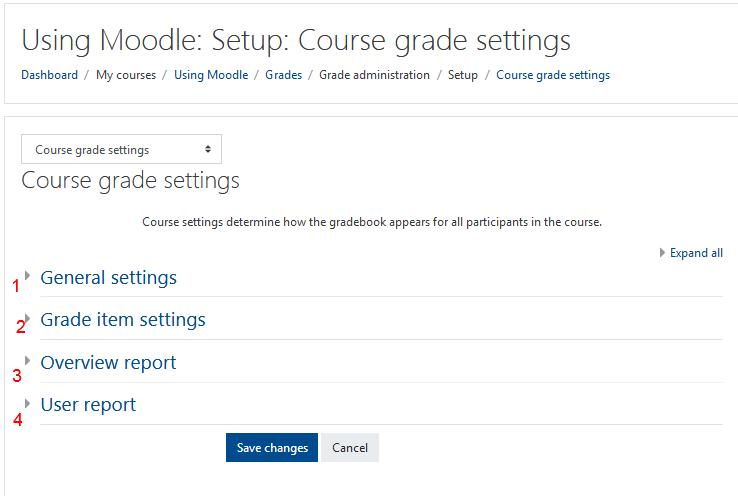 Using Moodle: Setup: Course grade settings
Dashboard / My courses / Using Moodle / Grades / Grade administration / Setup / Course grade settings
Course grade settings
Course grade settings
Course settings determine how the gradebook appears for all participants in the course.
Expand all
1 General settings
2 Grade item settings
3 Overview report
4 User report
Save changes Cancel